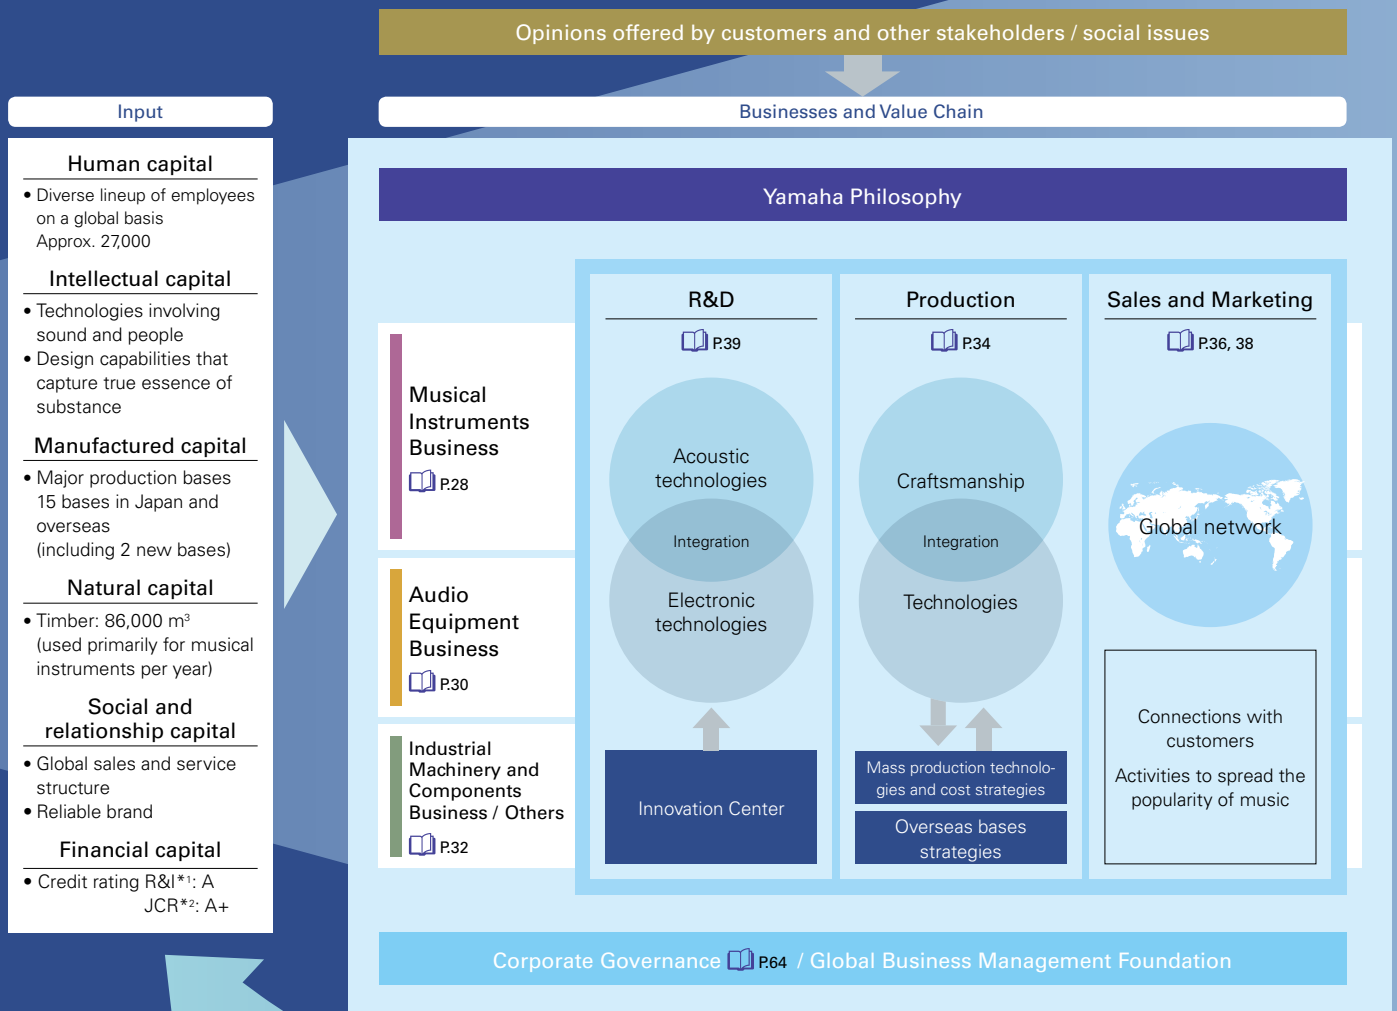 Opinions offered by customers and other stakeholders / social issues
Input
Businesses and Value Chain
Human capital
• Diverse lineup of employees
on a global basis
Approx. 27,000
Intellectual capital
• Technologies involving
sound and people
• Design capabilities that
capture true essence of
substance
Manufactured capital
• Major production bases
15 bases in Japan and
overseas
(including 2 new bases)
Natural capital
• Timber: 86,000 m³
(used primarily for musical
instruments per year)
Social and
relationship capital
• Global sales and service
structure
• Reliable brand
Financial capital
• Credit rating R&I*¹: A
JCR*²: A+
Yamaha Philosophy
Musical
Instruments
Business
P.28
Audio
Equipment
Business
P.30
Industrial
Machinery and
Components
Business / Others
P.32
R&D
P.39
Acoustic
technologies
Integration
Electronic
technologies
Innovation Center
Production
P.34
Craftsmanship
Integration
Technologies
Mass production technolo-
gies and cost strategies
Overseas bases
strategies
Sales and Marketing
P.36, 38
Global network
Connections with
customers
Activities to spread the
popularity of music
Corporate Governance P.64 / Global Business Management Foundation